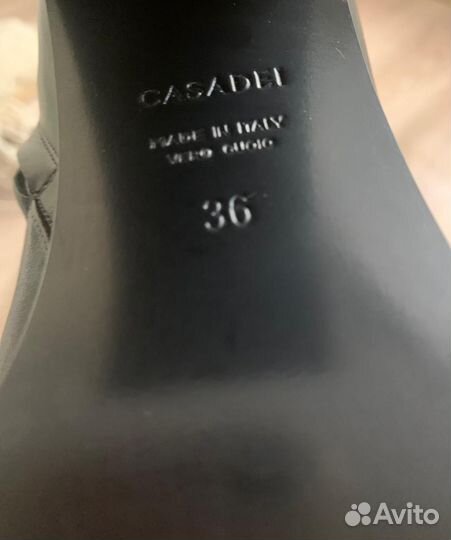 CASADEI
MADE IN ITALY
VERO CUOIO
36
Avito